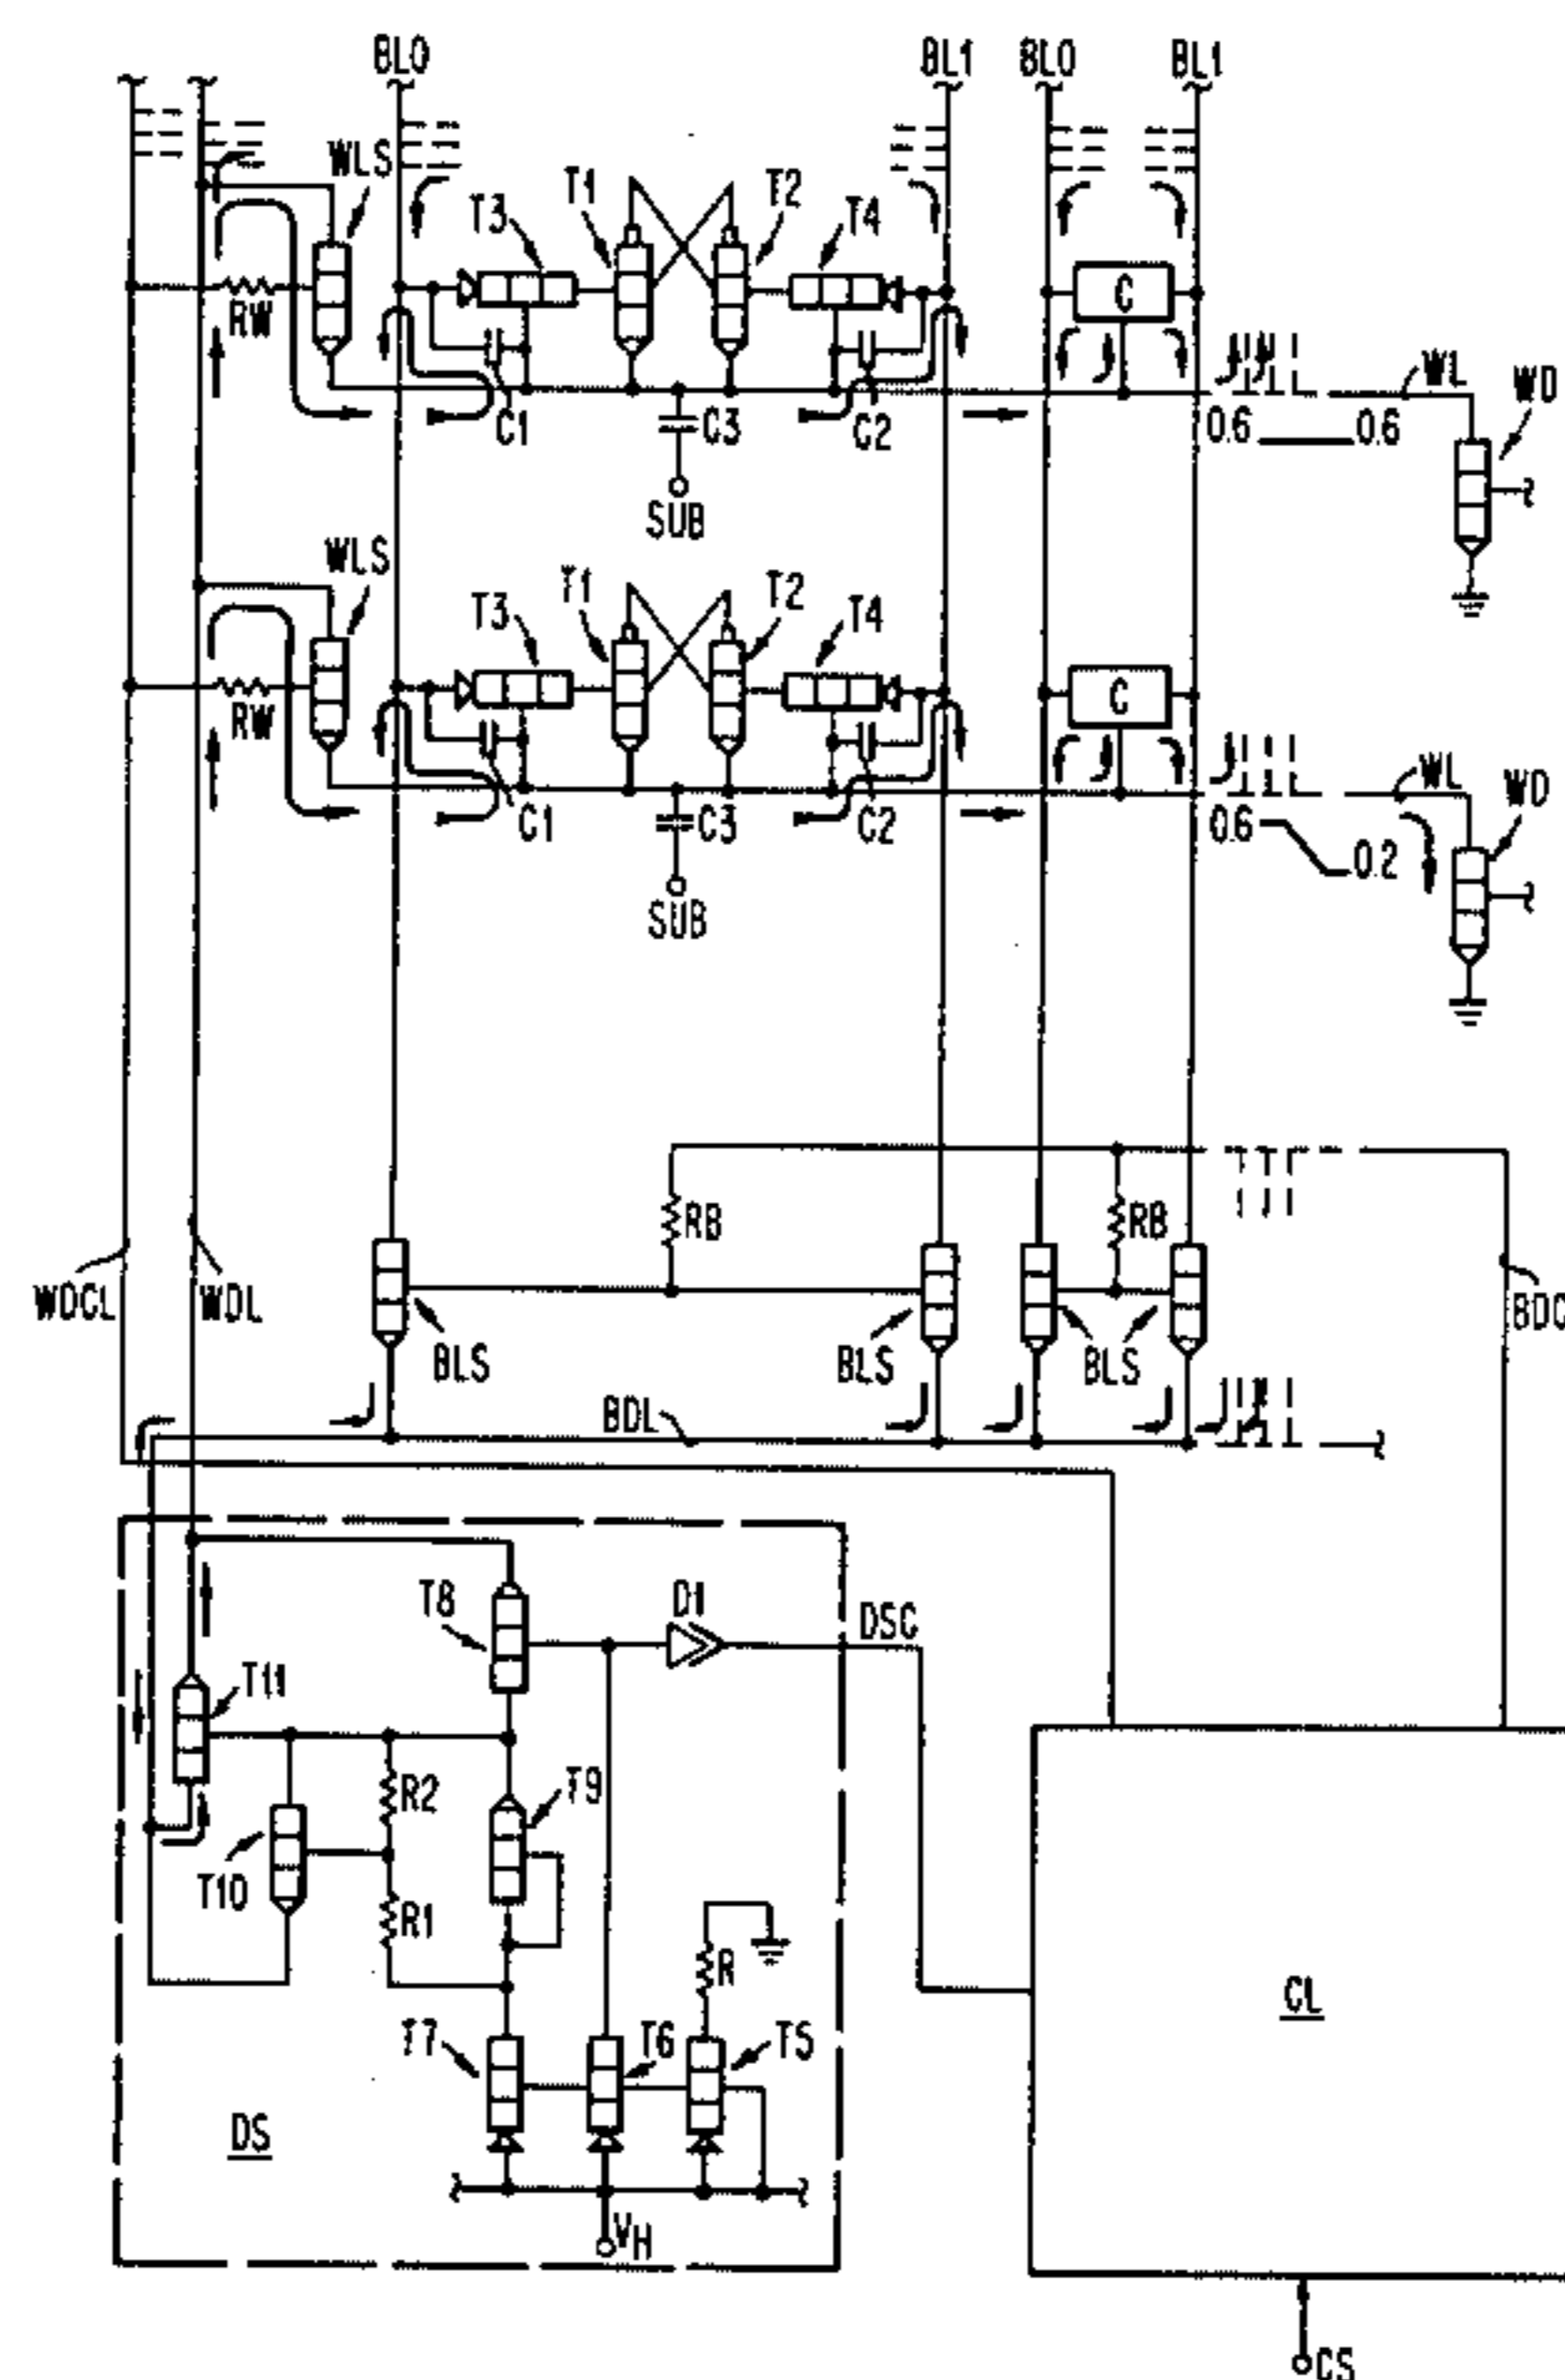 BL0 BL1 BL0 BL1
WLS T3 T1 T2 T4
RW C
C1 C3 C2 0.6 0.6 WL WD
SUB
WLS T3 T1 T2 T4
RW C
C1 C3 C2 0.6 0.2 WL WD
SUB
RB RB
WDCL WDL BDC
BLS BLS BLS
BDL
T8 D1 DSC
T11
R2 T9
T10 R1
R CL
T7 T6 T5
DS
VH
CS